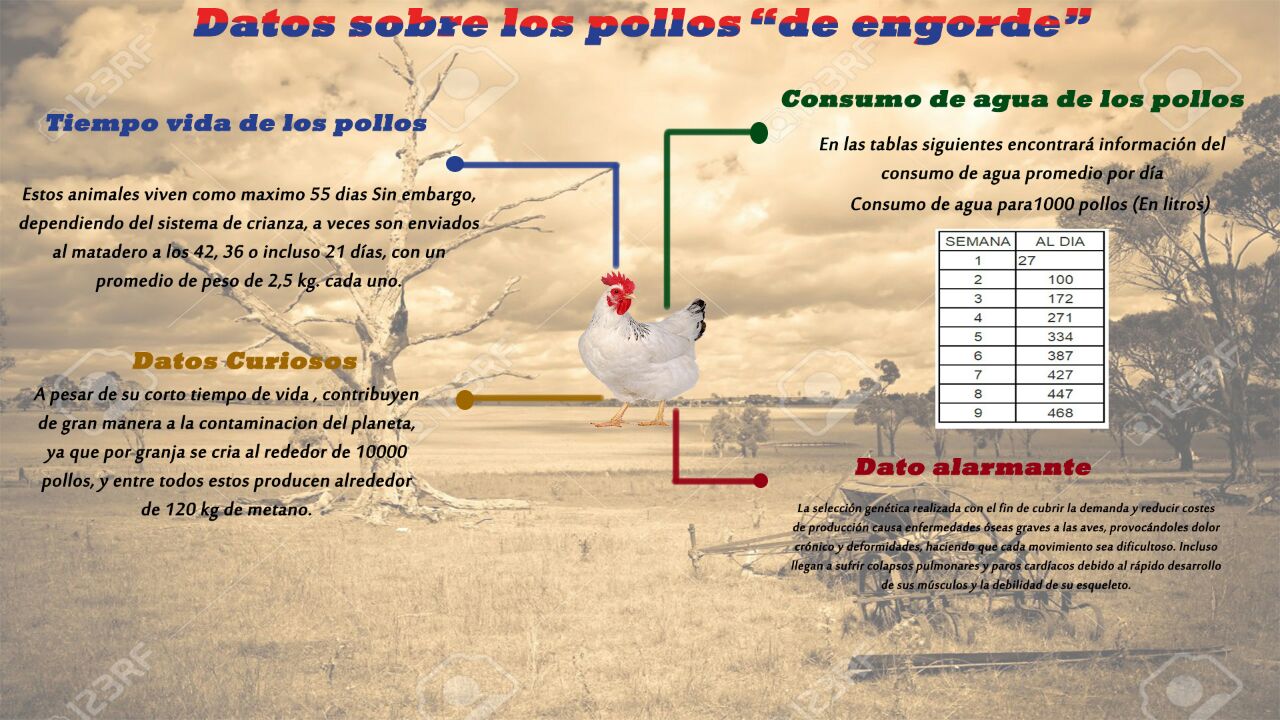 Datos sobre los pollos “de engorde”
Tiempo vida de los pollos
Estos animales viven como maximo 55 dias Sin embargo,
dependiendo del sistema de crianza, a veces son enviados
al matadero a los 42, 36 o incluso 21 días, con un
promedio de peso de 2,5 kg. cada uno.
Consumo de agua de los pollos
En las tablas siguientes encontrará información del
consumo de agua promedio por día
Consumo de agua para1000 pollos (En litros)
SEMANA AL DIA
1 27
2 100
3 172
4 271
5 334
6 387
7 427
8 447
9 468
Datos Curiosos
A pesar de su corto tiempo de vida , contribuyen
de gran manera a la contaminacion del planeta,
ya que por granja se cria al rededor de 10000
pollos, y entre todos estos producen alrededor
de 120 kg de metano.
Dato alarmante
La selección genética realizada con el fin de cubrir la demanda y reducir costes
de producción causa enfermedades óseas graves a las aves, provocándoles dolor
crónico y deformidades, haciendo que cada movimiento sea dificultoso. Incluso
llegan a sufrir colapsos pulmonares y paros cardíacos debido al rápido desarrollo
de sus músculos y la debilidad de su esqueleto.
123RF
123RF
123RF
123RF
123RF
123RF
123RF
123RF
123RF